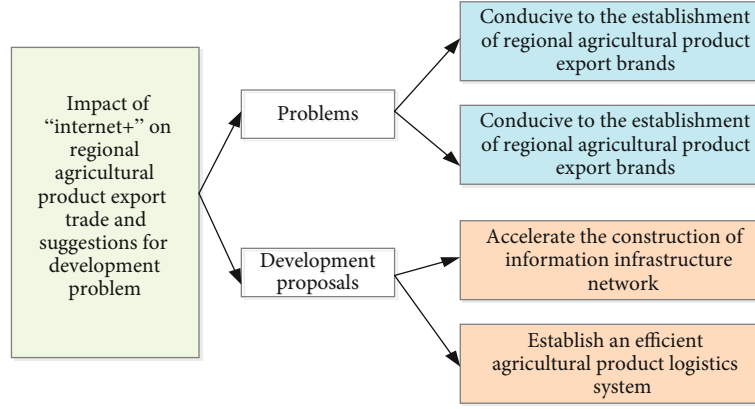 Impact of
“internet+” on
regional
agricultural
product export
trade and
suggestions for
development
problem
Problems
Conducive to the establishment
of regional agricultural product
export brands
Conducive to the establishment
of regional agricultural product
export brands
Development
proposals
Accelerate the construction of
information infrastructure
network
Establish an efficient
agricultural product logistics
system